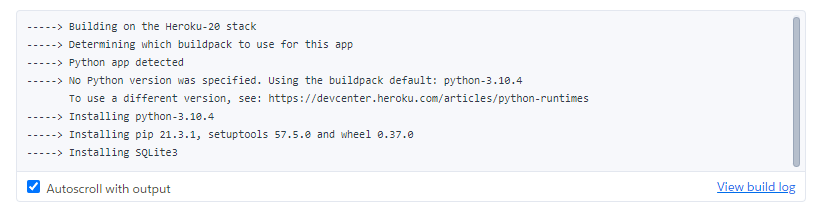 -----> Building on the Heroku-20 stack
-----> Determining which buildpack to use for this app
-----> Python app detected
-----> No Python version was specified. Using the buildpack default: python-3.10.4
       To use a different version, see: https://devcenter.heroku.com/articles/python-runtimes
-----> Installing python-3.10.4
-----> Installing pip 21.3.1, setuptools 57.5.0 and wheel 0.37.0
-----> Installing SQLite3
Autoscroll with output
View build log